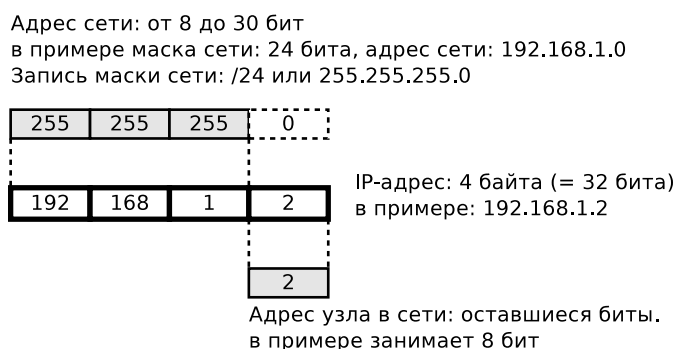 Адрес сети: от 8 до 30 бит
в примере маска сети: 24 бита, адрес сети: 192.168.1.0
Запись маски сети: /24 или 255.255.255.0
255 255 255 0
IP-адрес: 4 байта (= 32 бита)
192 168 1 2
в примере: 192.168.1.2
2
Адрес узла в сети: оставшиеся биты.
в примере занимает 8 бит